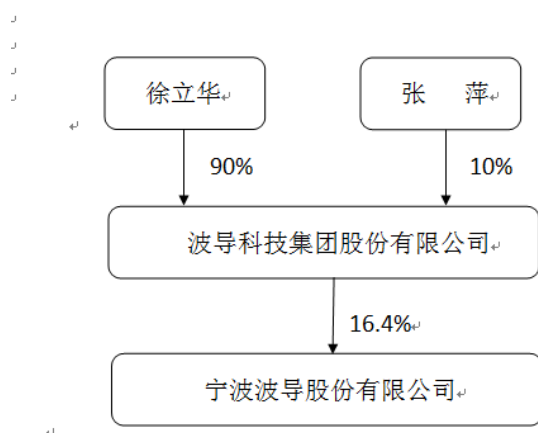 徐立华
张 萍
90%
10%
波导科技集团股份有限公司
16.4%
宁波波导股份有限公司